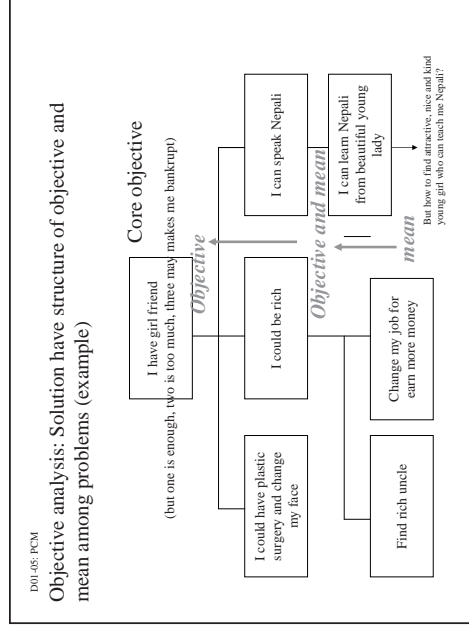 D01-05: PCM
Objective analysis: Solution have structure of objective and
mean among problems (example)
Core objective
I have girl friend
(but one is enough, two is too much, three may makes me bankrupt)
Objective
I could have plastic
surgery and change
my face
I could be rich
I can speak Nepali
Objective and mean
Find rich uncle
Change my job for
earn more money
I can learn Nepali
from beautiful young
lady
mean
But how to find attractive, nice and kind
young girl who can teach me Nepali?